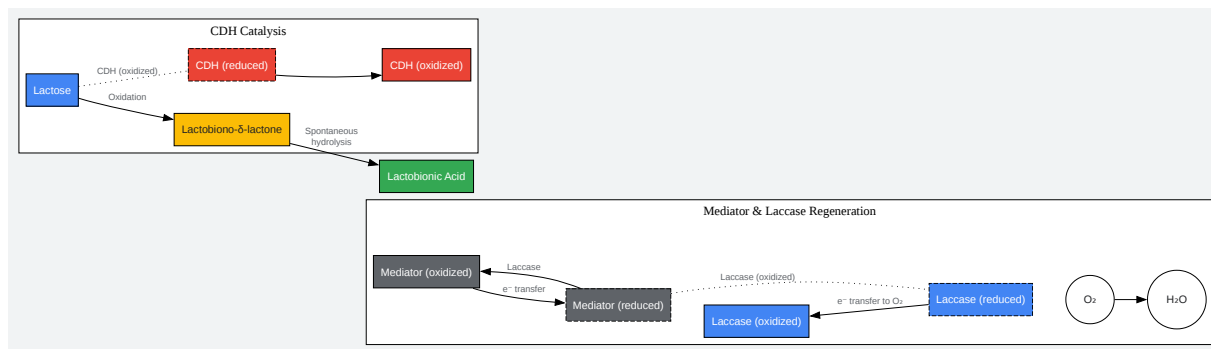 CDH Catalysis
CDH (oxidized)
CDH (reduced)
CDH (oxidized)
Lactose
Oxidation
Lactobiono-δ-lactone
Spontaneous
hydrolysis
Lactobionic Acid
Mediator & Laccase Regeneration
Mediator (oxidized)
Laccase
e⁻ transfer
Mediator (reduced)
Laccase (oxidized)
Laccase (oxidized)
e⁻ transfer to O₂
Laccase (reduced)
O₂
H₂O